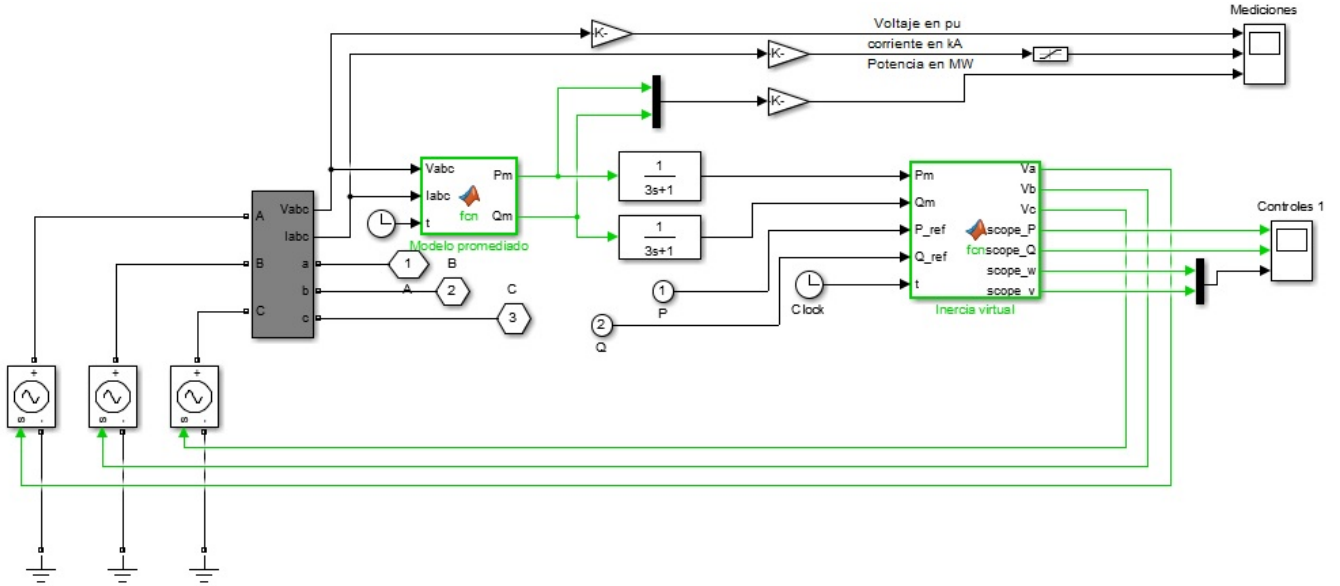 Mediciones
Voltaje en pu
corriente en kA
Potencia en MW
-K-
-K-
-K-
Vabc
Iabc
t
fcn
Pm
Qm
Modelo promediado
1
3s+1
1
3s+1
A
B
C
Vabc
Iabc
a
b
c
1
A
2
B
3
C
1
P
2
Q
Clock
Pm
Qm
P_ref
Q_ref
t
fcn
Va
Vb
Vc
scope_P
scope_Q
scope_w
scope_v
Inercia virtual
Controles 1
+
s
-
+
s
-
+
s
-